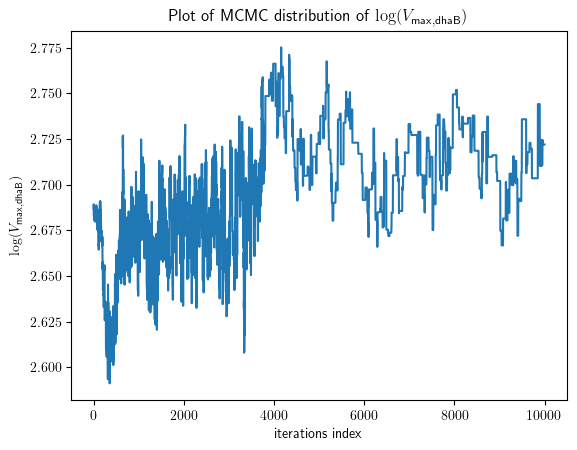 Plot of MCMC distribution of log(V_max,dhaB)
log(V_max,dhaB)
2.775
2.750
2.725
2.700
2.675
2.650
2.625
2.600
0 2000 4000 6000 8000 10000
iterations index